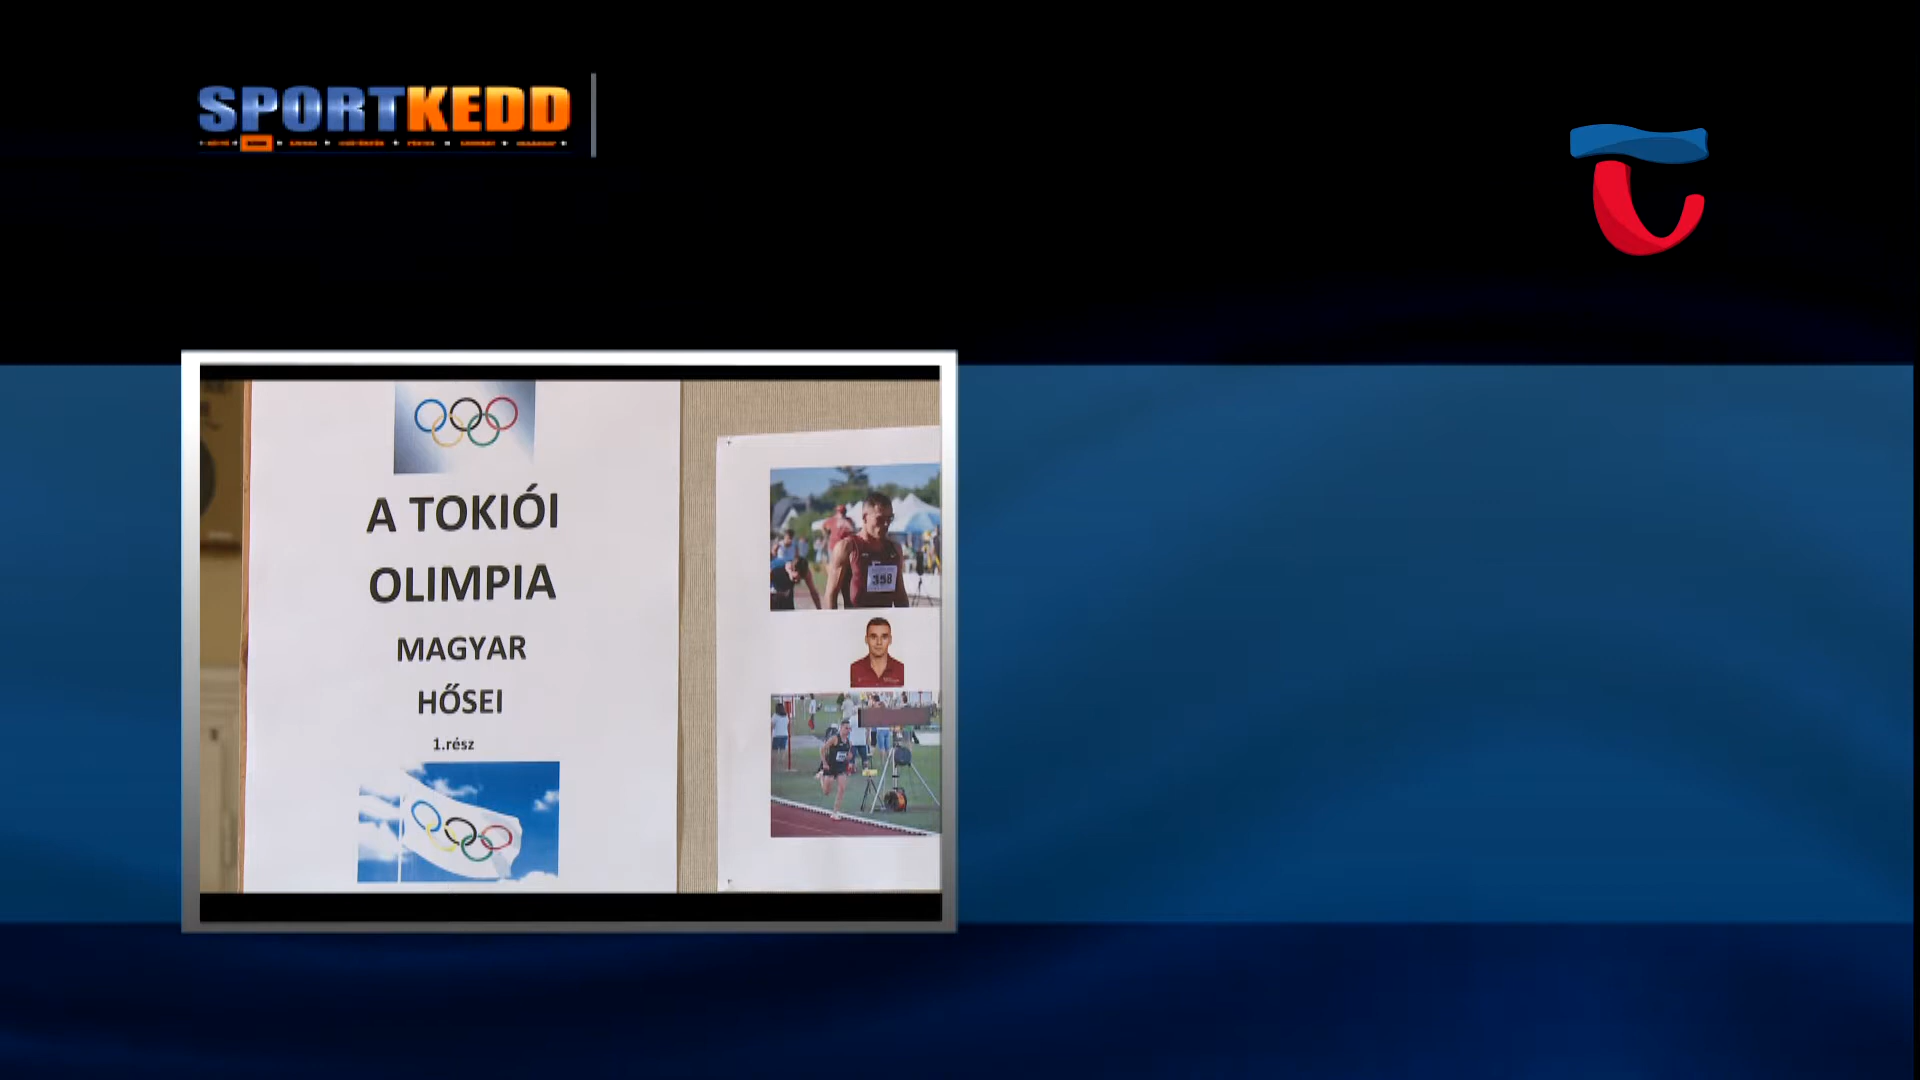 SPORTKEDD
A TOKIÓI
OLIMPIA
MAGYAR
HŐSEI
1.rész
358